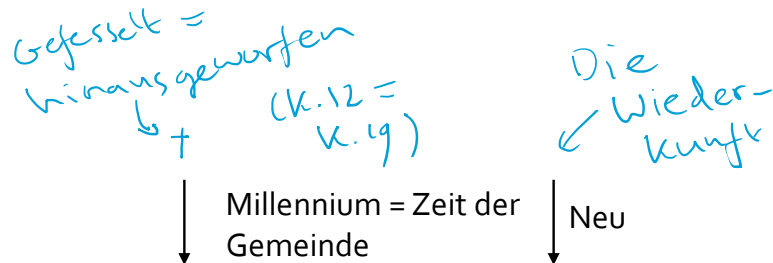 Gefesselt =
hinausgeworfen
(K.12 =
K.19)
Die
Wieder-
kunft
Millennium = Zeit der
Gemeinde
Neu